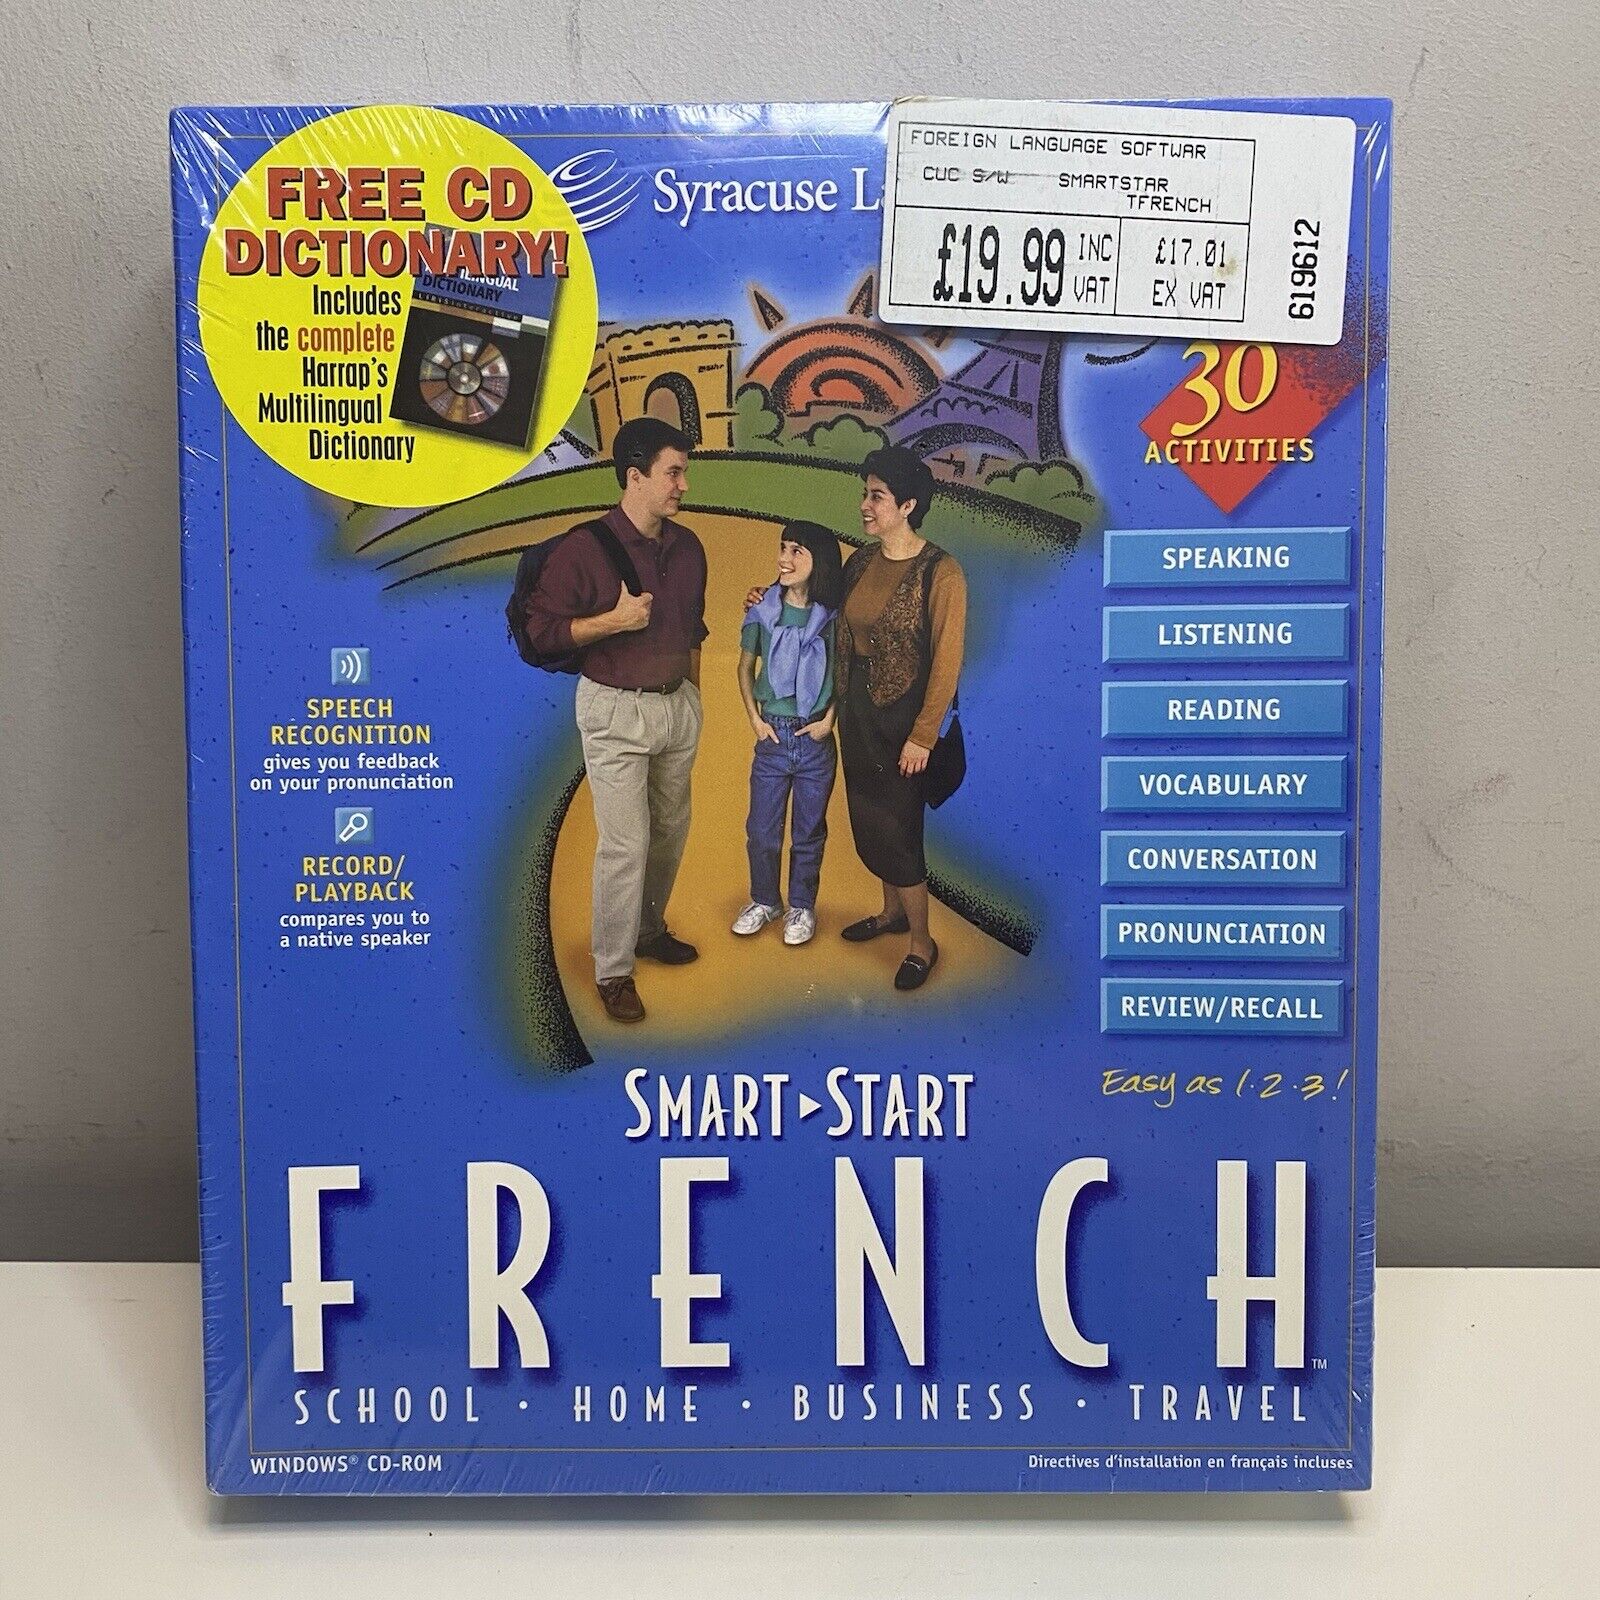 FREE CD
DICTIONARY!
Includes
the complete
Harrap's
Multilingual
Dictionary
DICTIONARY
Syracuse
FOREIGN LANGUAGE SOFTWAR
CUC S/W SMARTSTAR
TFRENCH
£19.99 INC
VAT
£17.01
EX VAT
619612
30
ACTIVITIES
SPEAKING
LISTENING
READING
VOCABULARY
CONVERSATION
PRONUNCIATION
REVIEW/RECALL
Easy as 1·2·3!
SPEECH
RECOGNITION
gives you feedback
on your pronunciation
RECORD/
PLAYBACK
compares you to
a native speaker
SMART▸START
FRENCH™
SCHOOL · HOME · BUSINESS · TRAVEL
WINDOWS® CD-ROM
Directives d'installation en français incluses